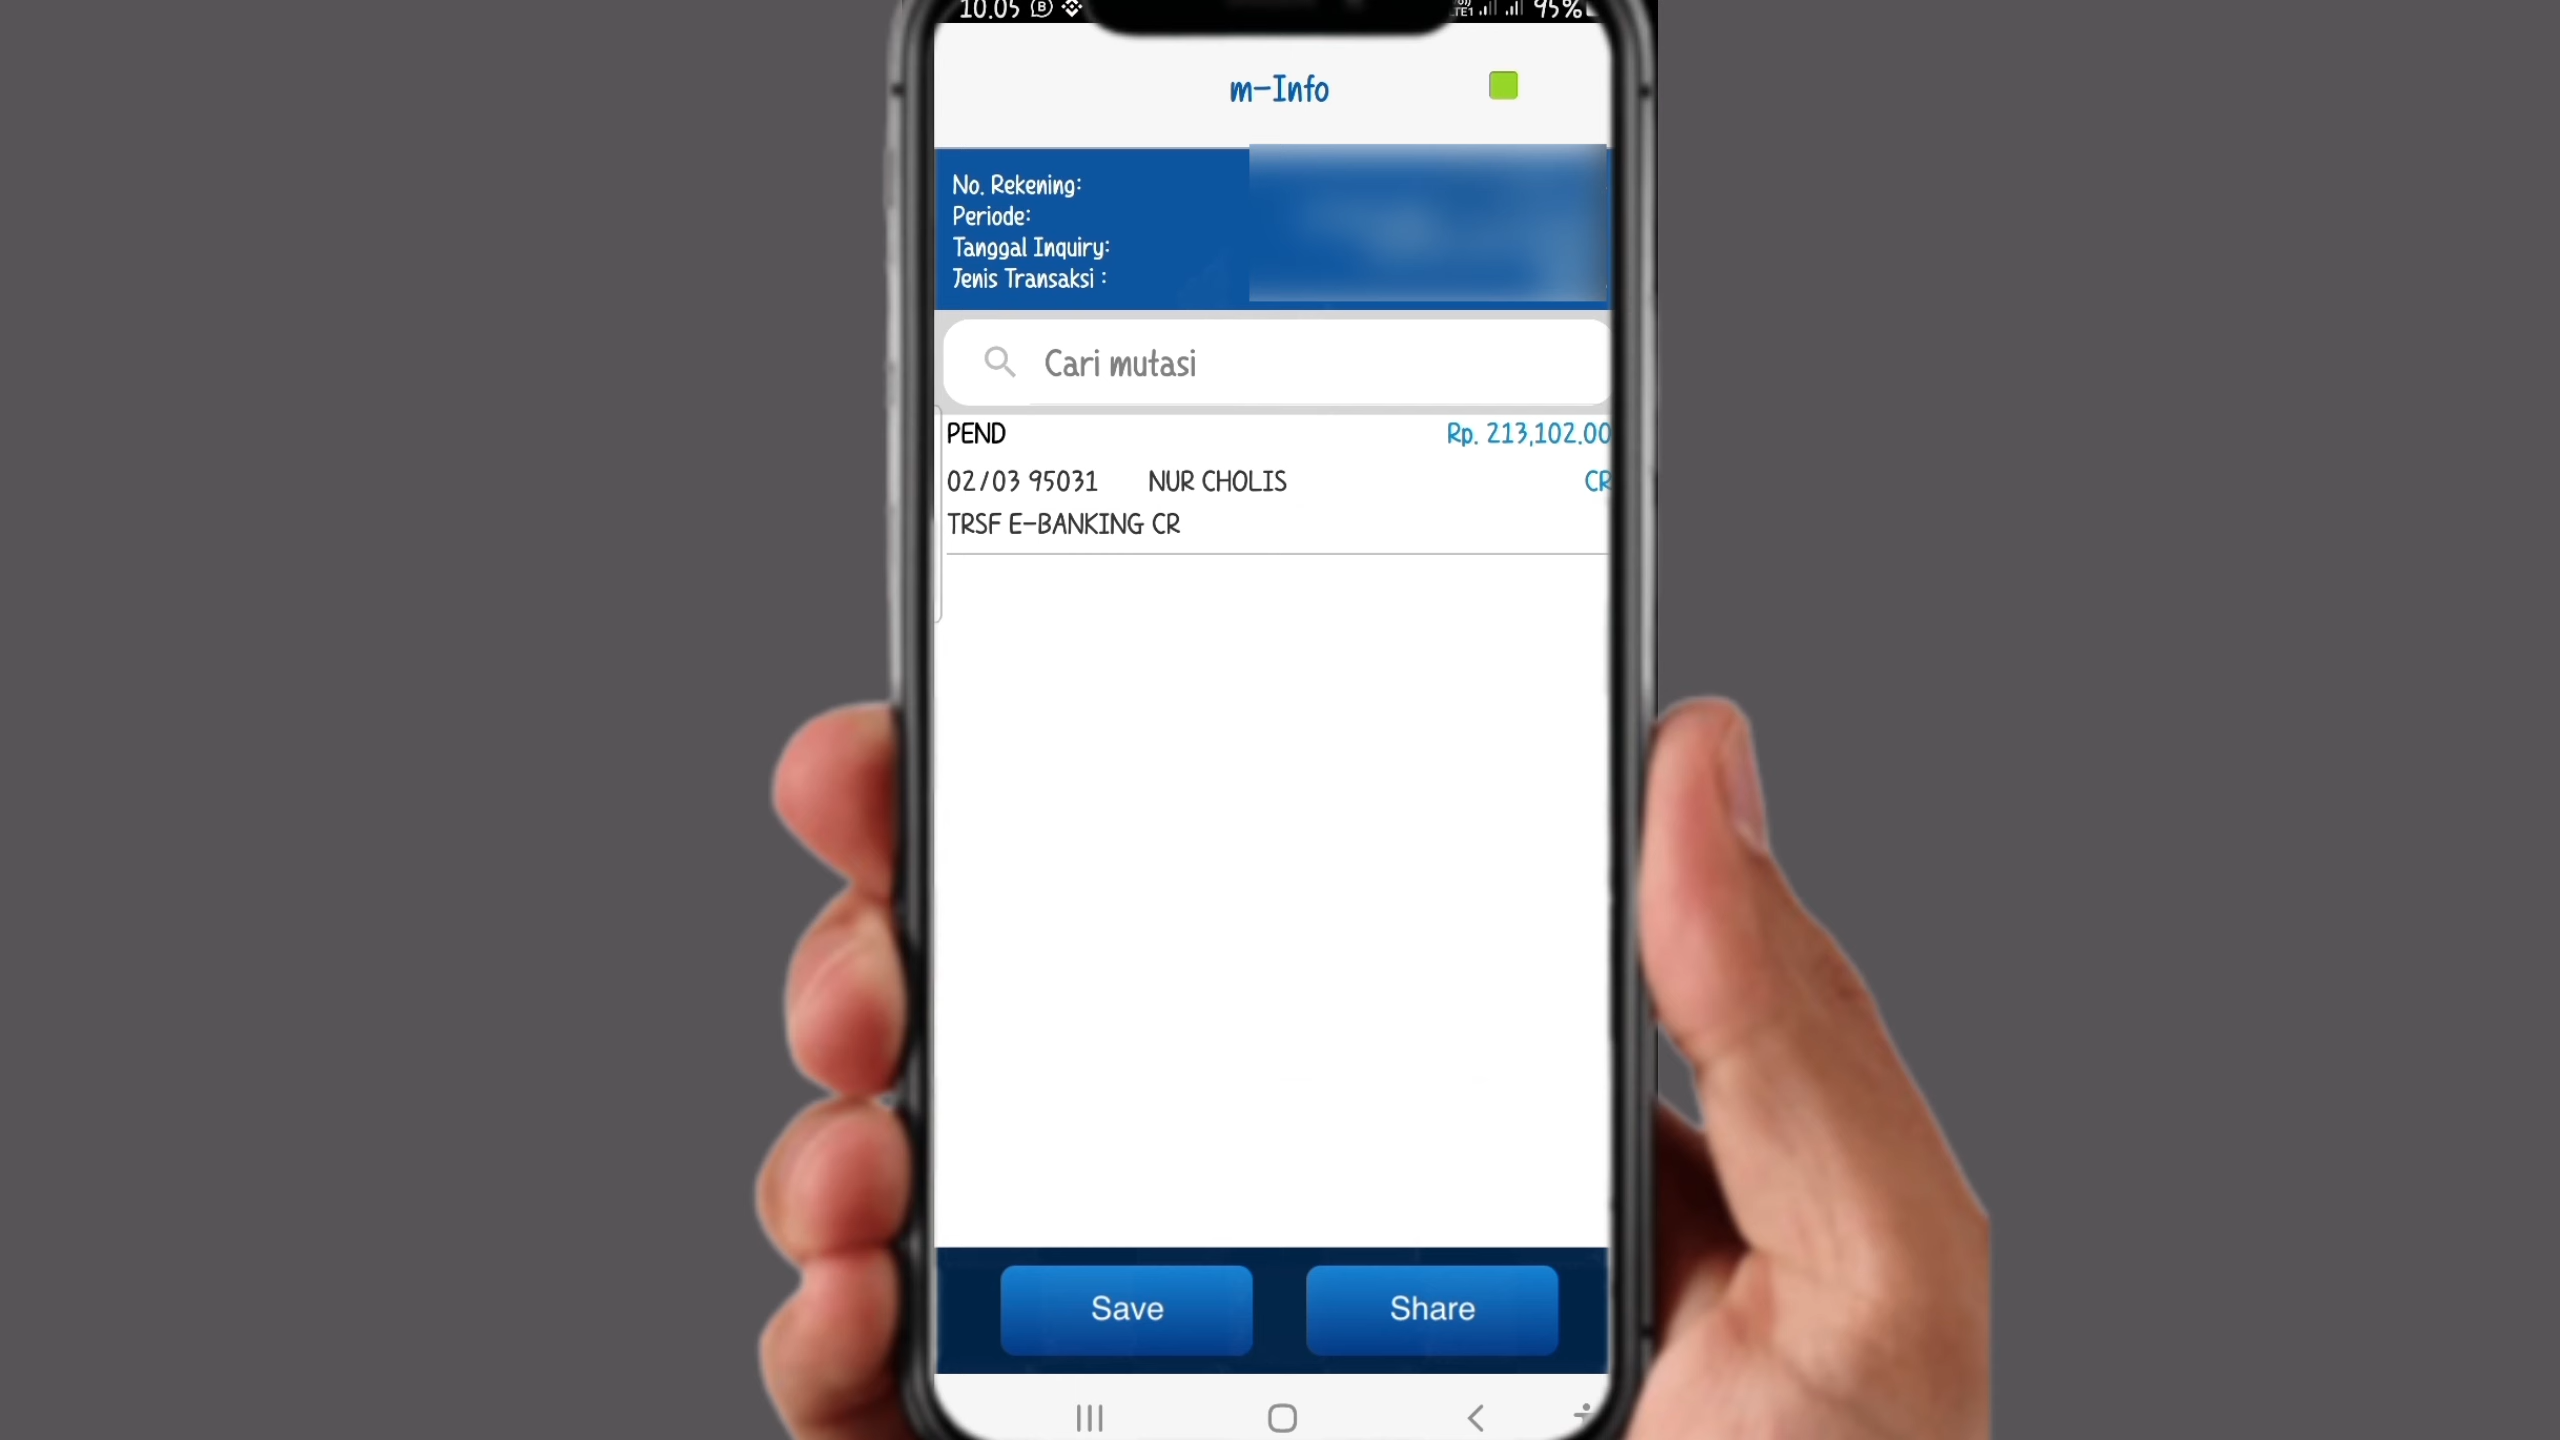 10.05 95%
m-Info
No. Rekening:
Periode:
Tanggal Inquiry:
Jenis Transaksi :
Cari mutasi
PEND Rp. 213,102.00
02/03 95031 NUR CHOLIS CR
TRSF E-BANKING CR
Save Share